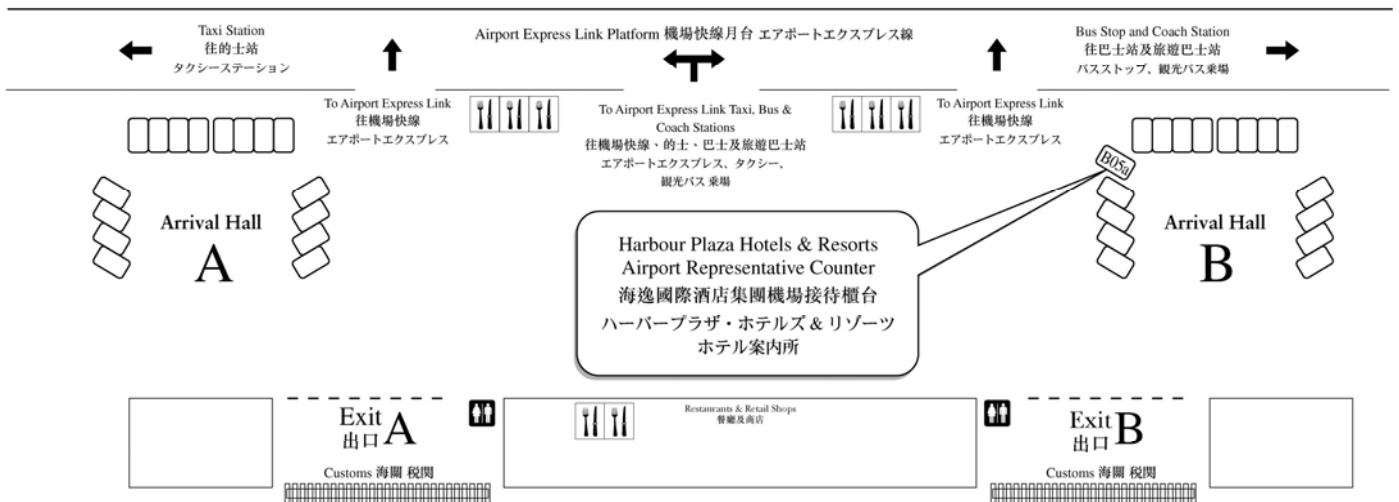 Taxi Station
往的士站
タクシーステーション
Airport Express Link Platform 機場快線月台 エアポートエクスプレス線
Bus Stop and Coach Station
往巴士站及旅遊巴士站
バスストップ、観光バス乗場
To Airport Express Link
往機場快線
エアポートエクスプレス
To Airport Express Link Taxi, Bus &
Coach Stations
往機場快線、的士、巴士及旅遊巴士站
エアポートエクスプレス、タクシー、
観光バス 乗場
To Airport Express Link
往機場快線
エアポートエクスプレス
B05a
Arrival Hall
A
Harbour Plaza Hotels & Resorts
Airport Representative Counter
海逸國際酒店集團機場接待櫃台
ハーバープラザ・ホテルズ & リゾーツ
ホテル案内所
Arrival Hall
B
Exit
出口 A
Customs 海關 税関
Restaurants & Retail Shops
餐廳及商店
Exit
出口 B
Customs 海關 税関